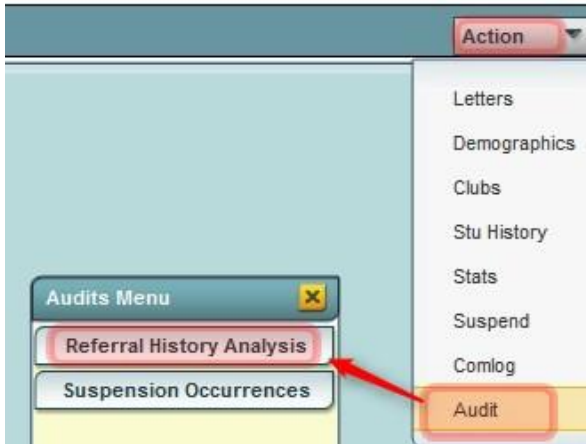 Action
Letters
Demographics
Clubs
Stu History
Stats
Suspend
Comlog
Audit
Audits Menu
Referral History Analysis
Suspension Occurrences